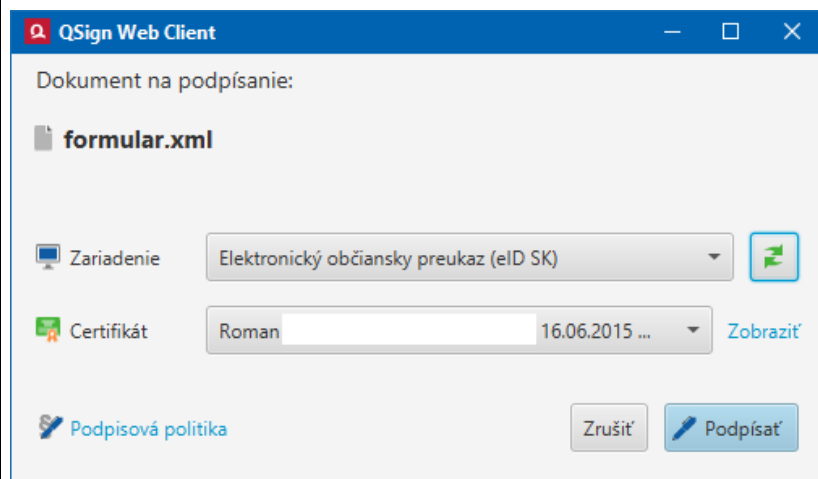 QSign Web Client
Dokument na podpísanie:
formular.xml
Zariadenie Elektronický občiansky preukaz (eID SK)
Certifikát Roman 16.06.2015 ... Zobraziť
Podpisová politika Zrušiť Podpísať